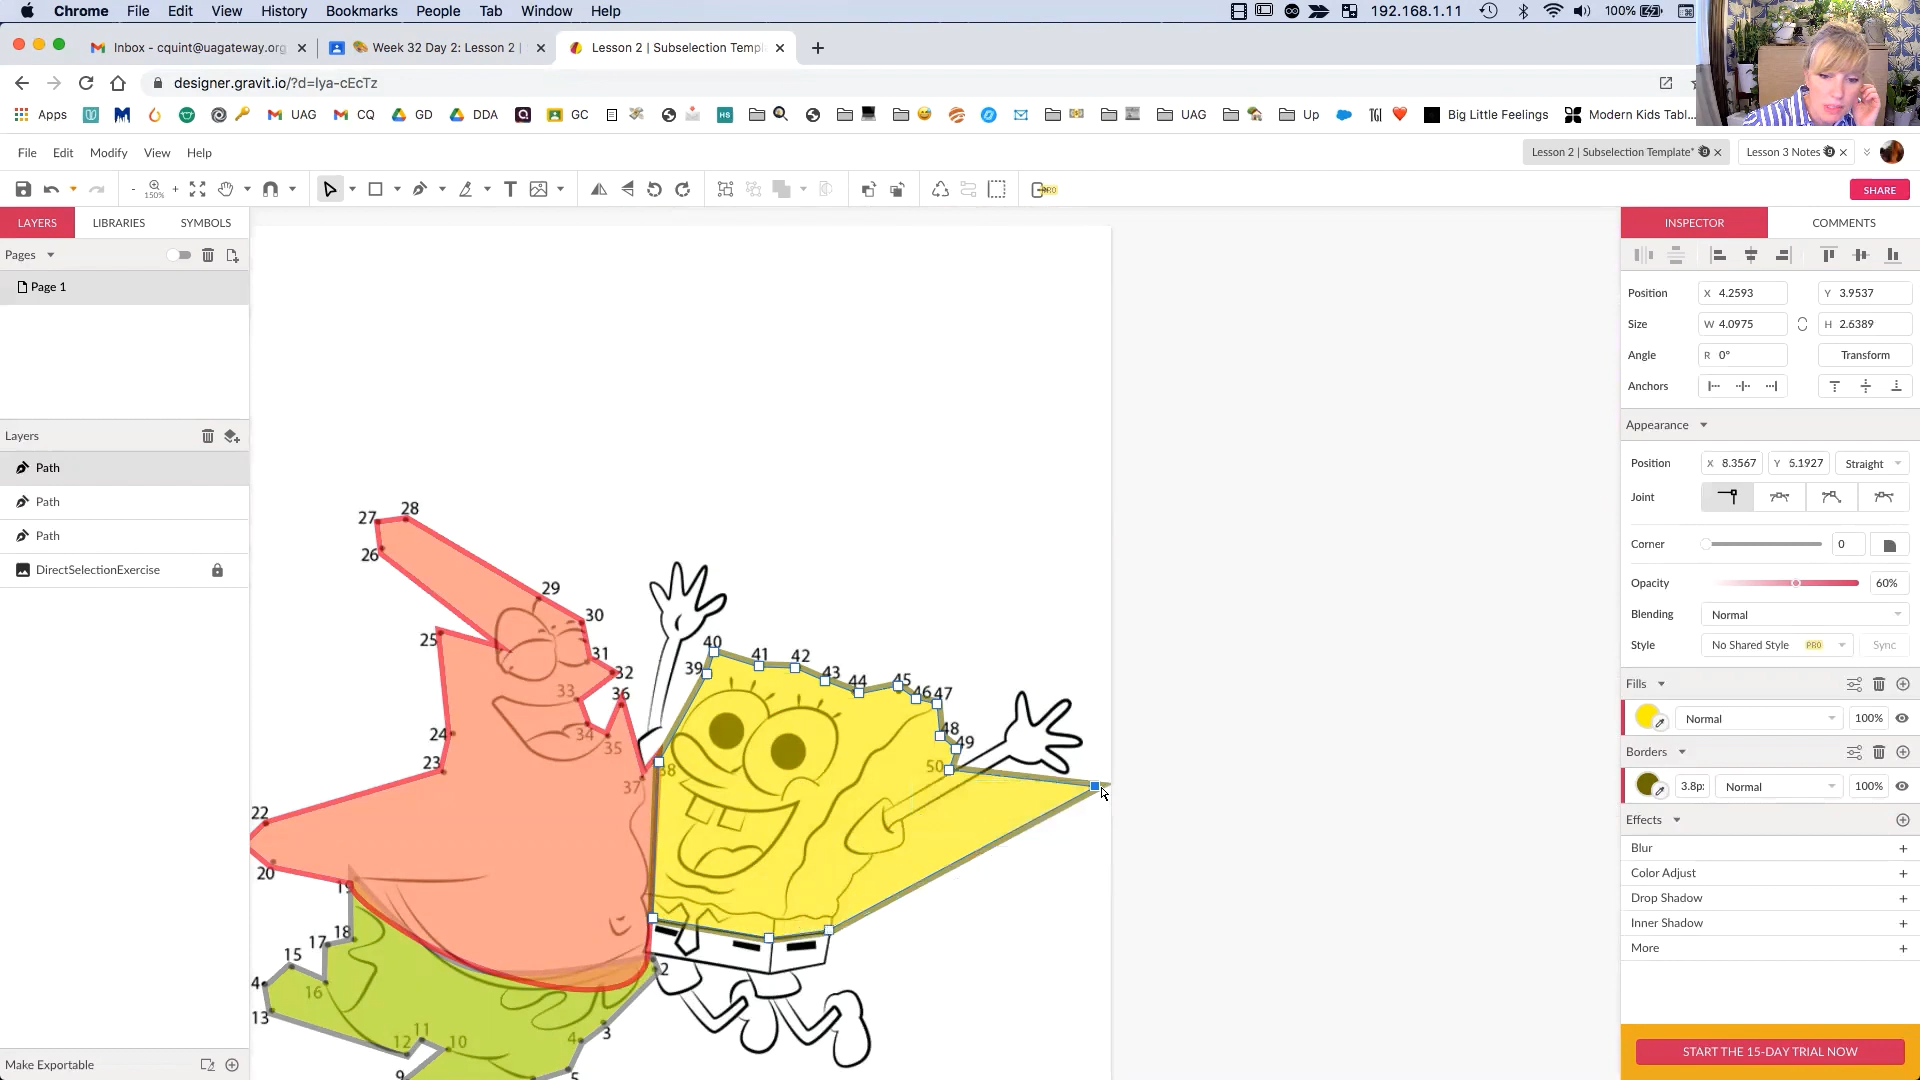 Chrome File Edit View History Bookmarks People Tab Window Help 192.168.1.11 100%
Inbox - cquint@uagateway.org
Week 32 Day 2: Lesson 2 |
Lesson 2 | Subselection Templ
designer.gravit.io/?d=Iya-cEcTz
Apps UAG CQ GD DDA GC UAG Up Big Little Feelings Modern Kids Tabl...
File Edit Modify View Help
Lesson 2 | Subselection Template* Lesson 3 Notes
150%
PRO
SHARE
LAYERS LIBRARIES SYMBOLS
INSPECTOR COMMENTS
Pages
Page 1
Layers
Path
Path
Path
DirectSelectionExercise
Make Exportable
Position X 4.2593 Y 3.9537
Size W 4.0975 H 2.6389
Angle R 0° Transform
Anchors
Appearance
Position X 8.3567 Y 5.1927 Straight
Joint
Corner 0
Opacity 60%
Blending Normal
Style No Shared Style PRO Sync
Fills
Normal 100%
Borders
3.8p: Normal 100%
Effects
Blur
Color Adjust
Drop Shadow
Inner Shadow
More
START THE 15-DAY TRIAL NOW
27 28
26
29
30
25
31
32
33
36
34
35
24
23
37
38
22
20
19
18
17
15
16
13
12
11
10
9
2
3
4
5
39
40
41
42
43
44
45
46
47
48
49
50